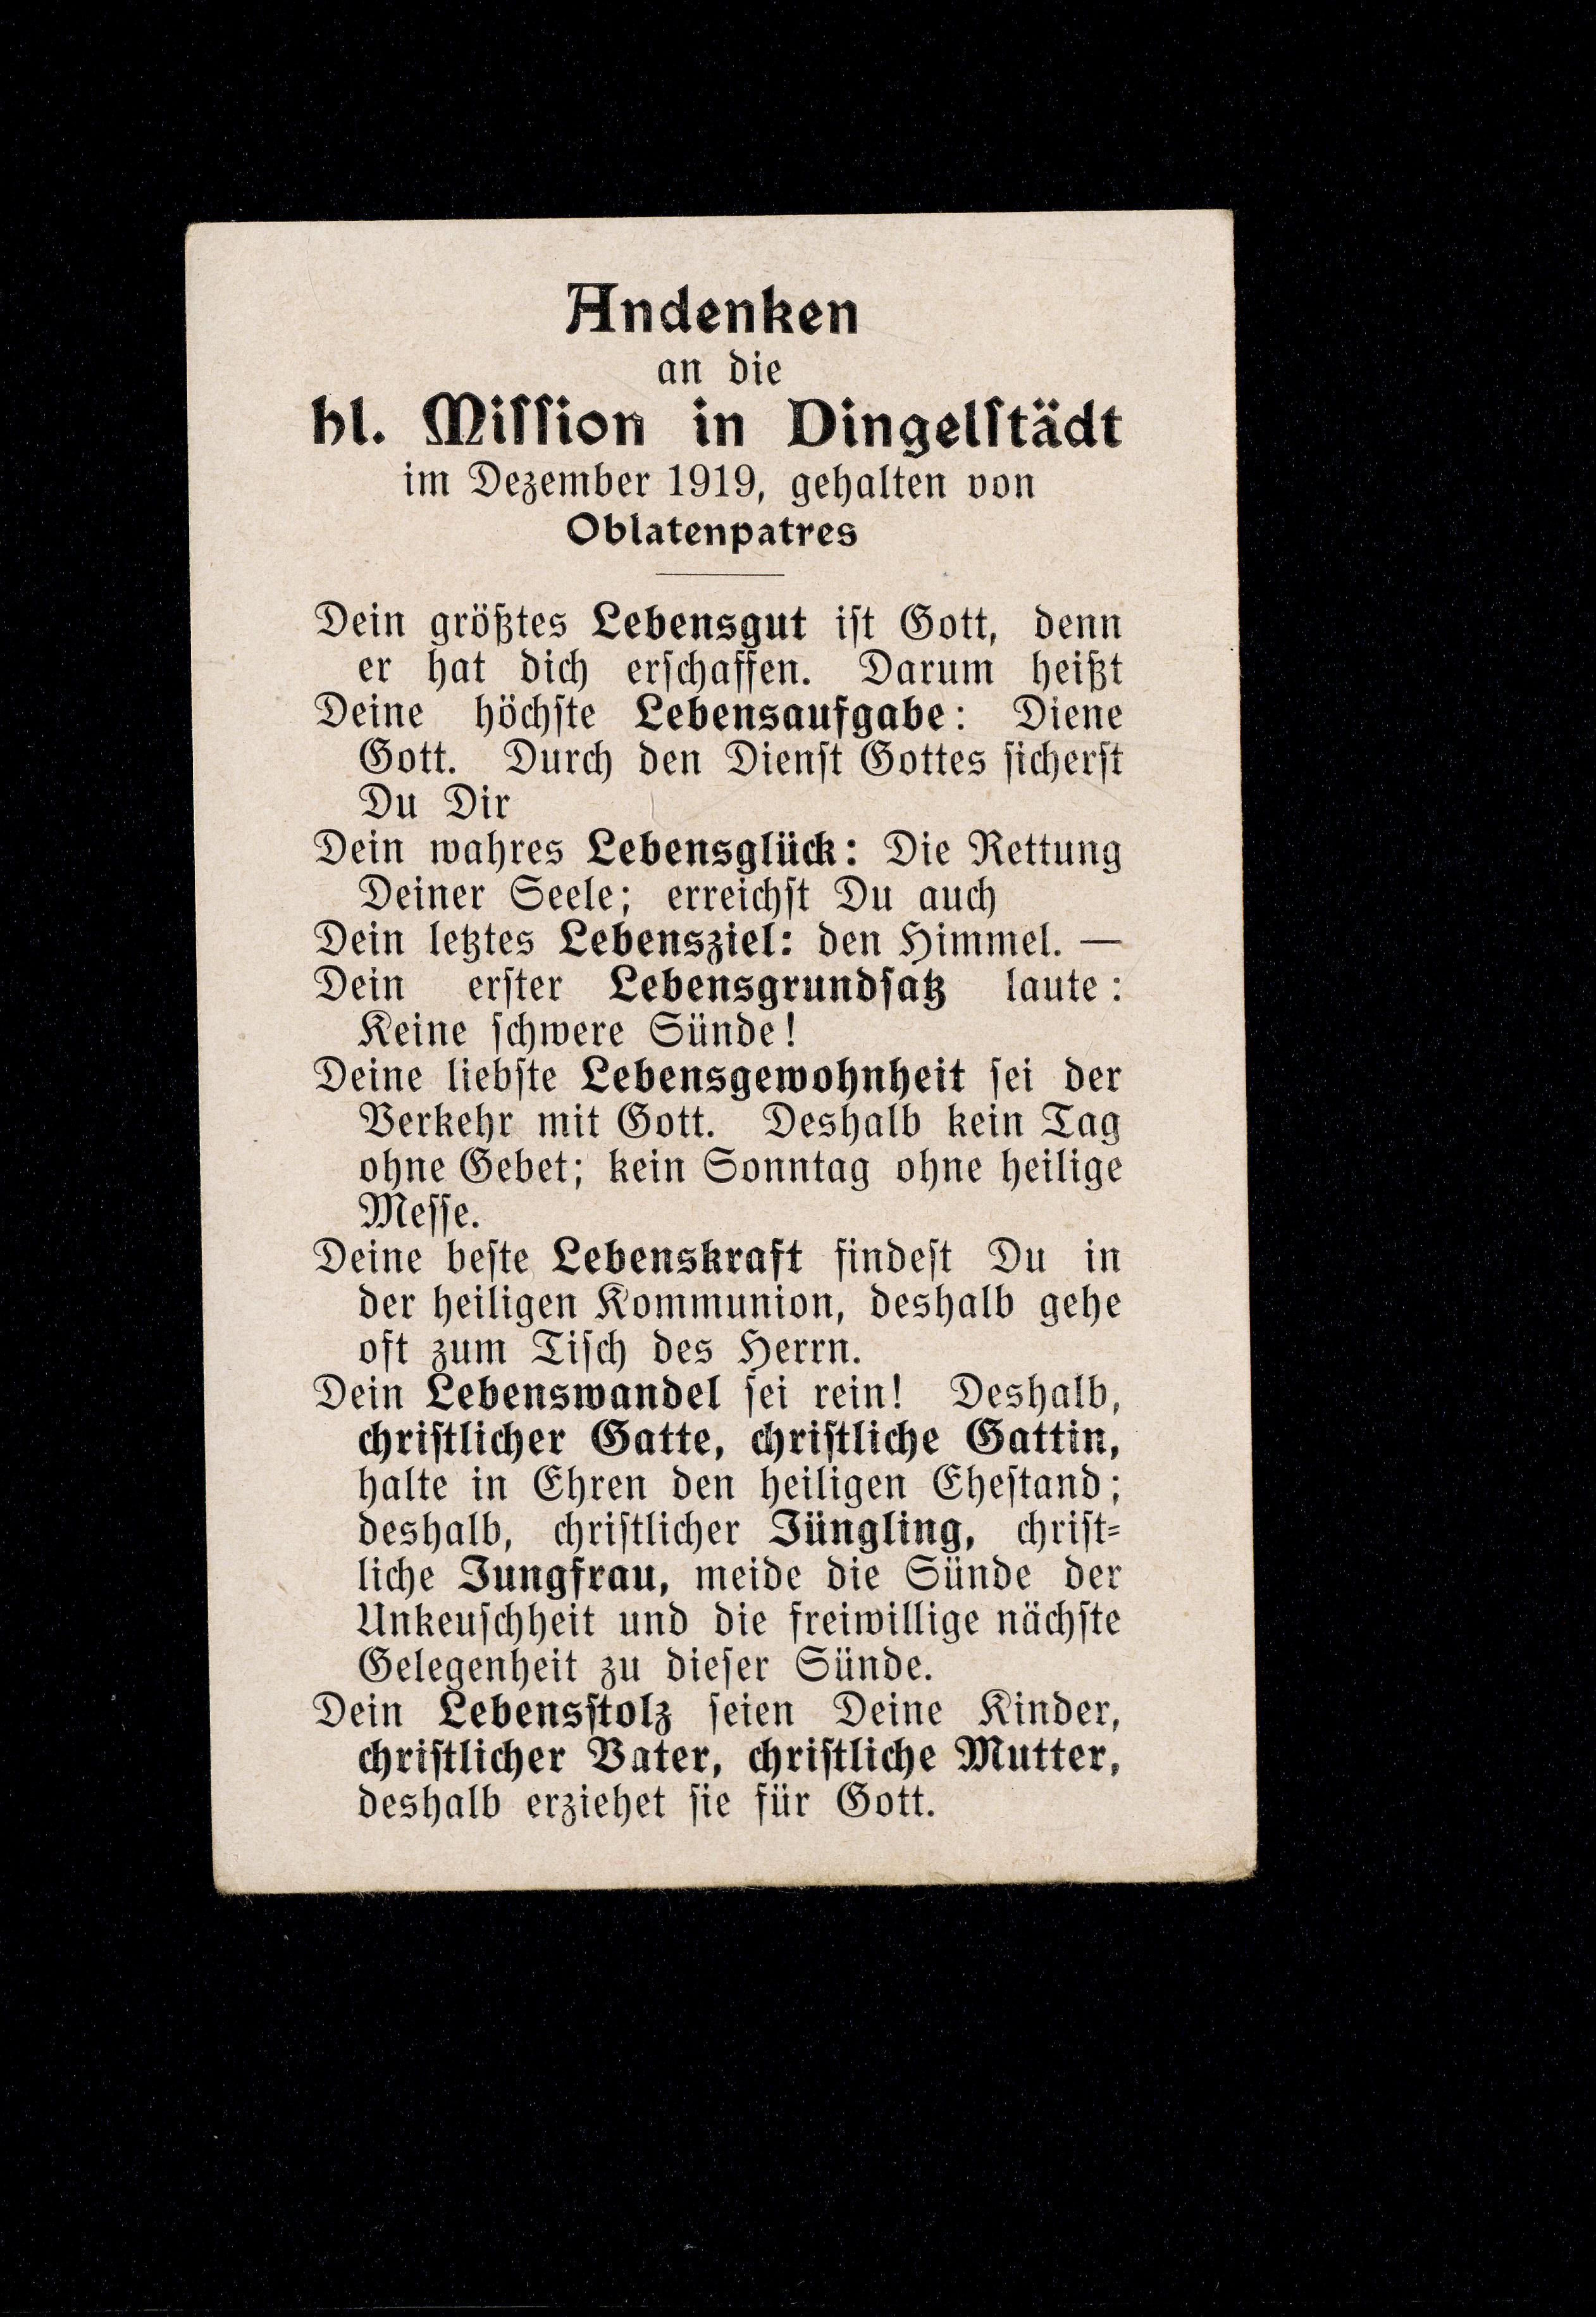 Andenken
an die
hl. Miſſion in Dingelſtädt
im Dezember 1919, gehalten von
Oblatenpatres
Dein größtes Lebensgut iſt Gott, denn
er hat dich erſchaffen. Darum heißt
Deine höchſte Lebensaufgabe: Diene
Gott. Durch den Dienſt Gottes ſicherſt
Du Dir
Dein wahres Lebensglück: Die Rettung
Deiner Seele; erreichſt Du auch
Dein letztes Lebensziel: den Himmel. —
Dein erſter Lebensgrundſatz laute:
Keine ſchwere Sünde!
Deine liebſte Lebensgewohnheit ſei der
Verkehr mit Gott. Deshalb kein Tag
ohne Gebet; kein Sonntag ohne heilige
Meſſe.
Deine beſte Lebenskraft findeſt Du in
der heiligen Kommunion, deshalb gehe
oft zum Tiſch des Herrn.
Dein Lebenswandel ſei rein! Deshalb,
chriſtlicher Gatte, chriſtliche Gattin,
halte in Ehren den heiligen Eheſtand;
deshalb, chriſtlicher Jüngling, chriſt⸗
liche Jungfrau, meide die Sünde der
Unkeuſchheit und die freiwillige nächſte
Gelegenheit zu dieſer Sünde.
Dein Lebensſtolz ſeien Deine Kinder,
chriſtlicher Vater, chriſtliche Mutter,
deshalb erziehet ſie für Gott.